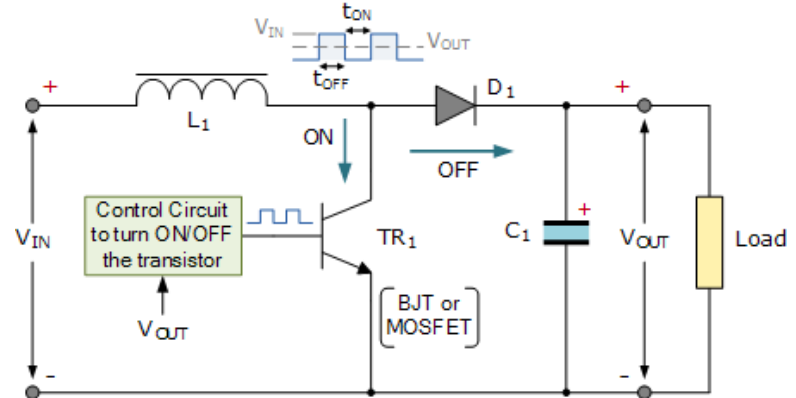 tON
VIN
VOUT
tOFF
+
L1
D1
+
ON
OFF
Control Circuit
to turn ON/OFF
the transistor
VIN
TR1
C1
+
VOUT
Load
VOUT
BJT or
MOSFET
-
-